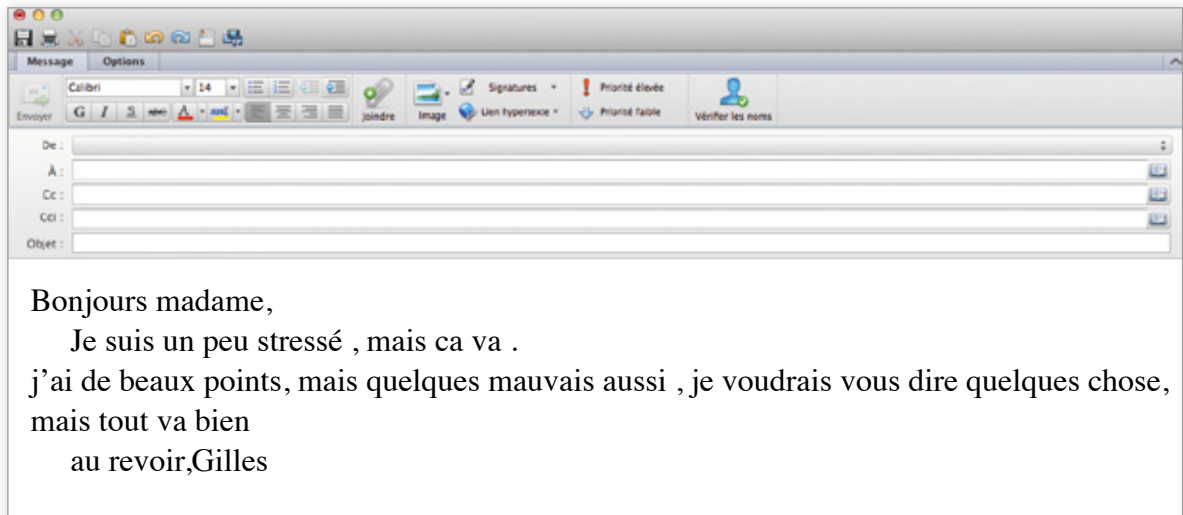 Message Options
Calibri 14 Signatures Priorité élevée
Envoyer G I S abc A Joindre Image Lien hypertexte Priorité faible Vérifier les noms
De :
À :
Cc :
Cci :
Objet :
Bonjours madame,
Je suis un peu stressé , mais ca va .
j’ai de beaux points, mais quelques mauvais aussi , je voudrais vous dire quelques chose,
mais tout va bien
au revoir,Gilles